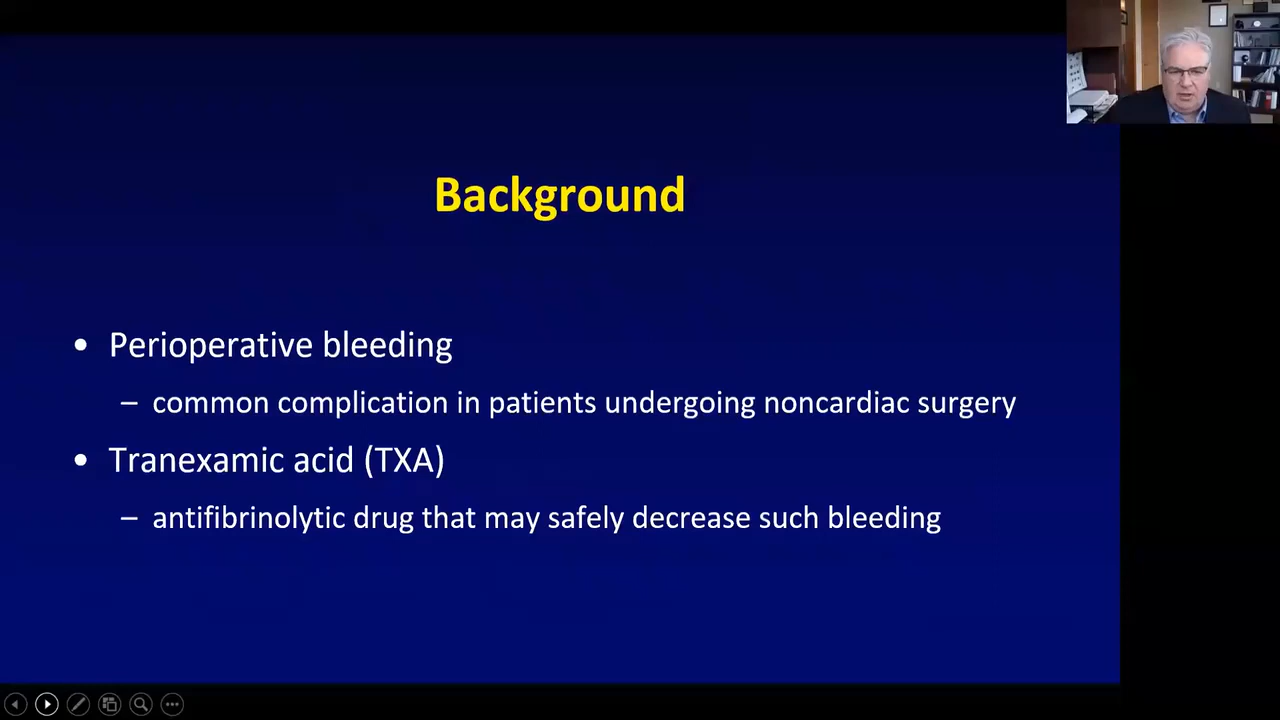 Background
• Perioperative bleeding
– common complication in patients undergoing noncardiac surgery
• Tranexamic acid (TXA)
– antifibrinolytic drug that may safely decrease such bleeding